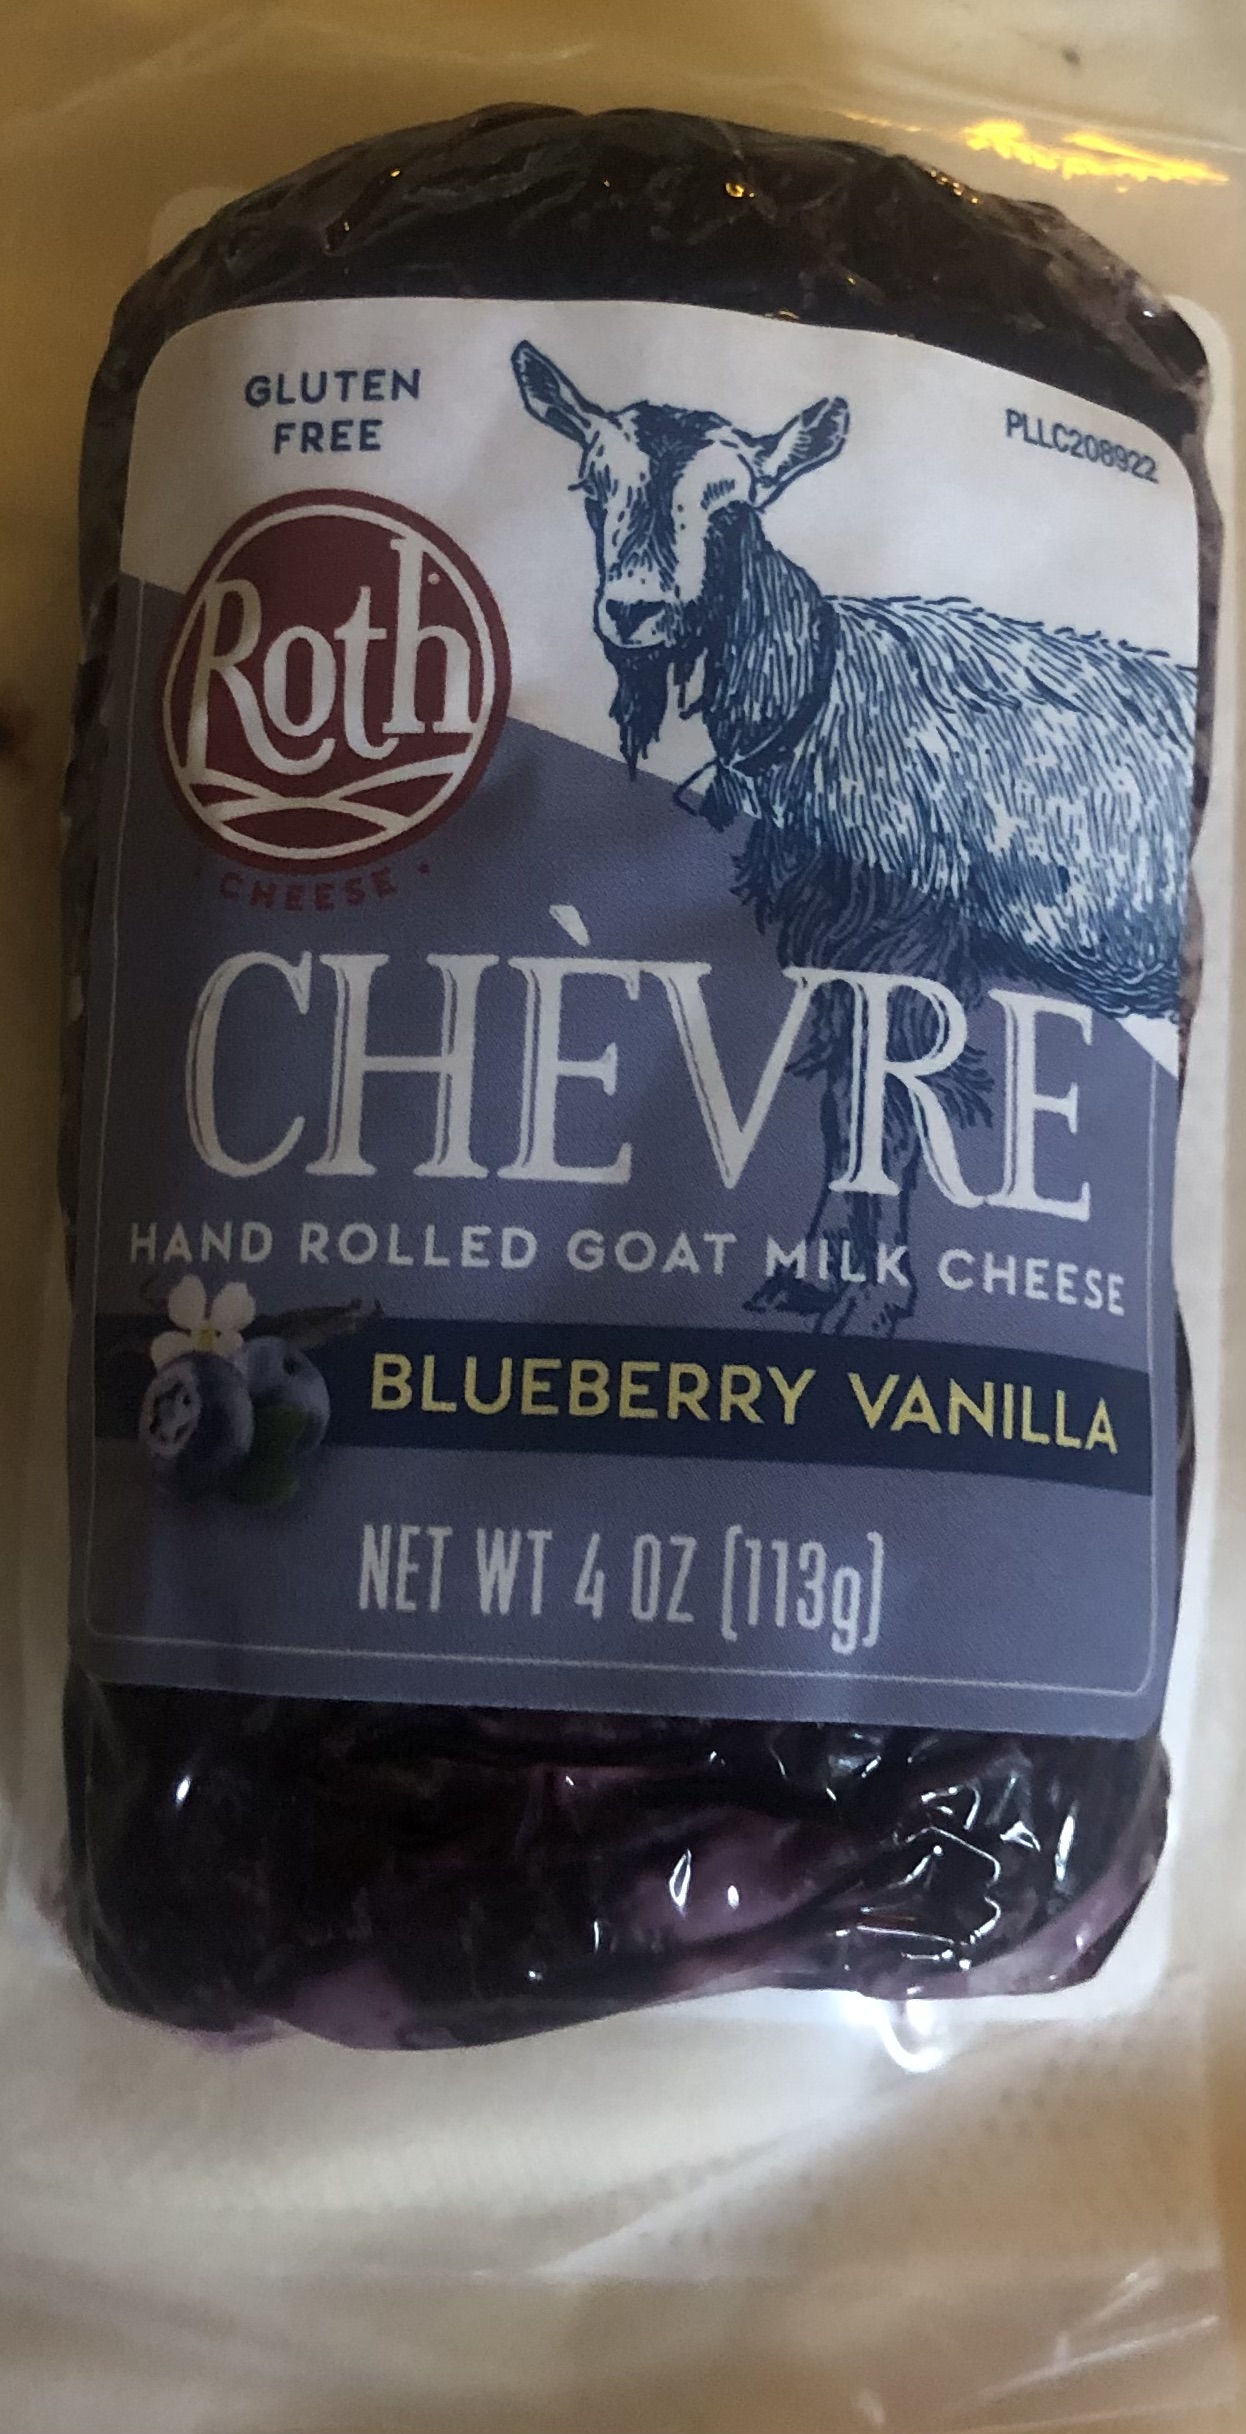 GLUTEN
FREE
PLLC208922
Roth
CHEESE
CHÈVRE
HAND ROLLED GOAT MILK CHEESE
BLUEBERRY VANILLA
NET WT 4 OZ (113g)